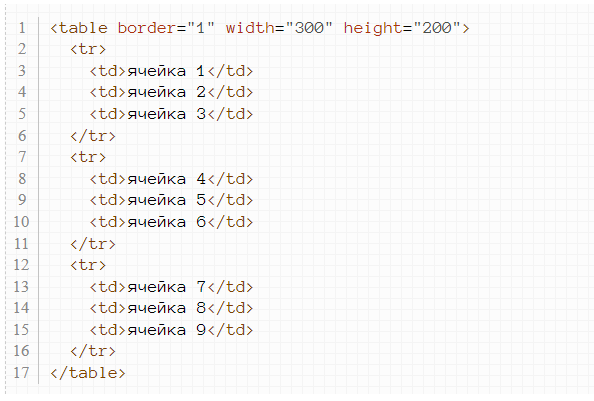 1 <table border="1" width="300" height="200">
2 <tr>
3 <td>ячейка 1</td>
4 <td>ячейка 2</td>
5 <td>ячейка 3</td>
6 </tr>
7 <tr>
8 <td>ячейка 4</td>
9 <td>ячейка 5</td>
10 <td>ячейка 6</td>
11 </tr>
12 <tr>
13 <td>ячейка 7</td>
14 <td>ячейка 8</td>
15 <td>ячейка 9</td>
16 </tr>
17 </table>